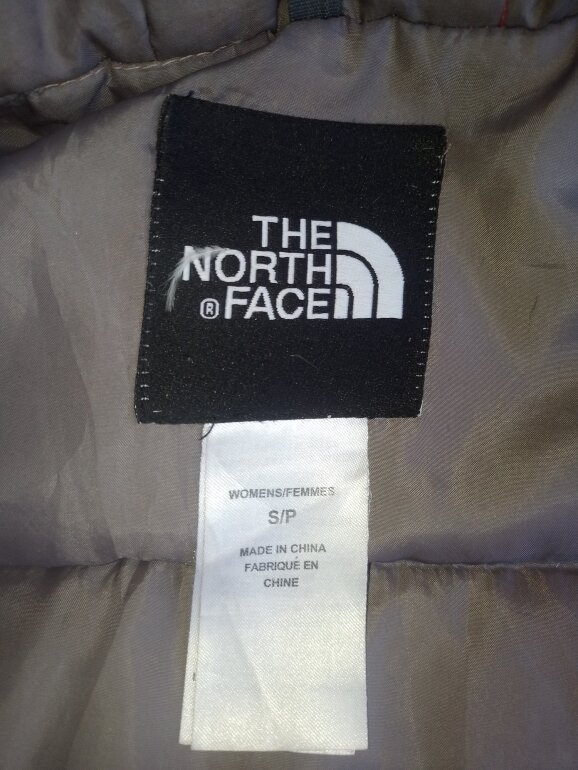 THE
NORTH
® FACE
WOMENS/FEMMES
S/P
MADE IN CHINA
FABRIQUÉ EN
CHINE